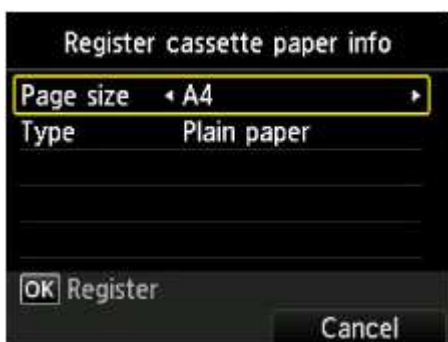 Register cassette paper info
Page size A4
Type Plain paper
OK Register
Cancel